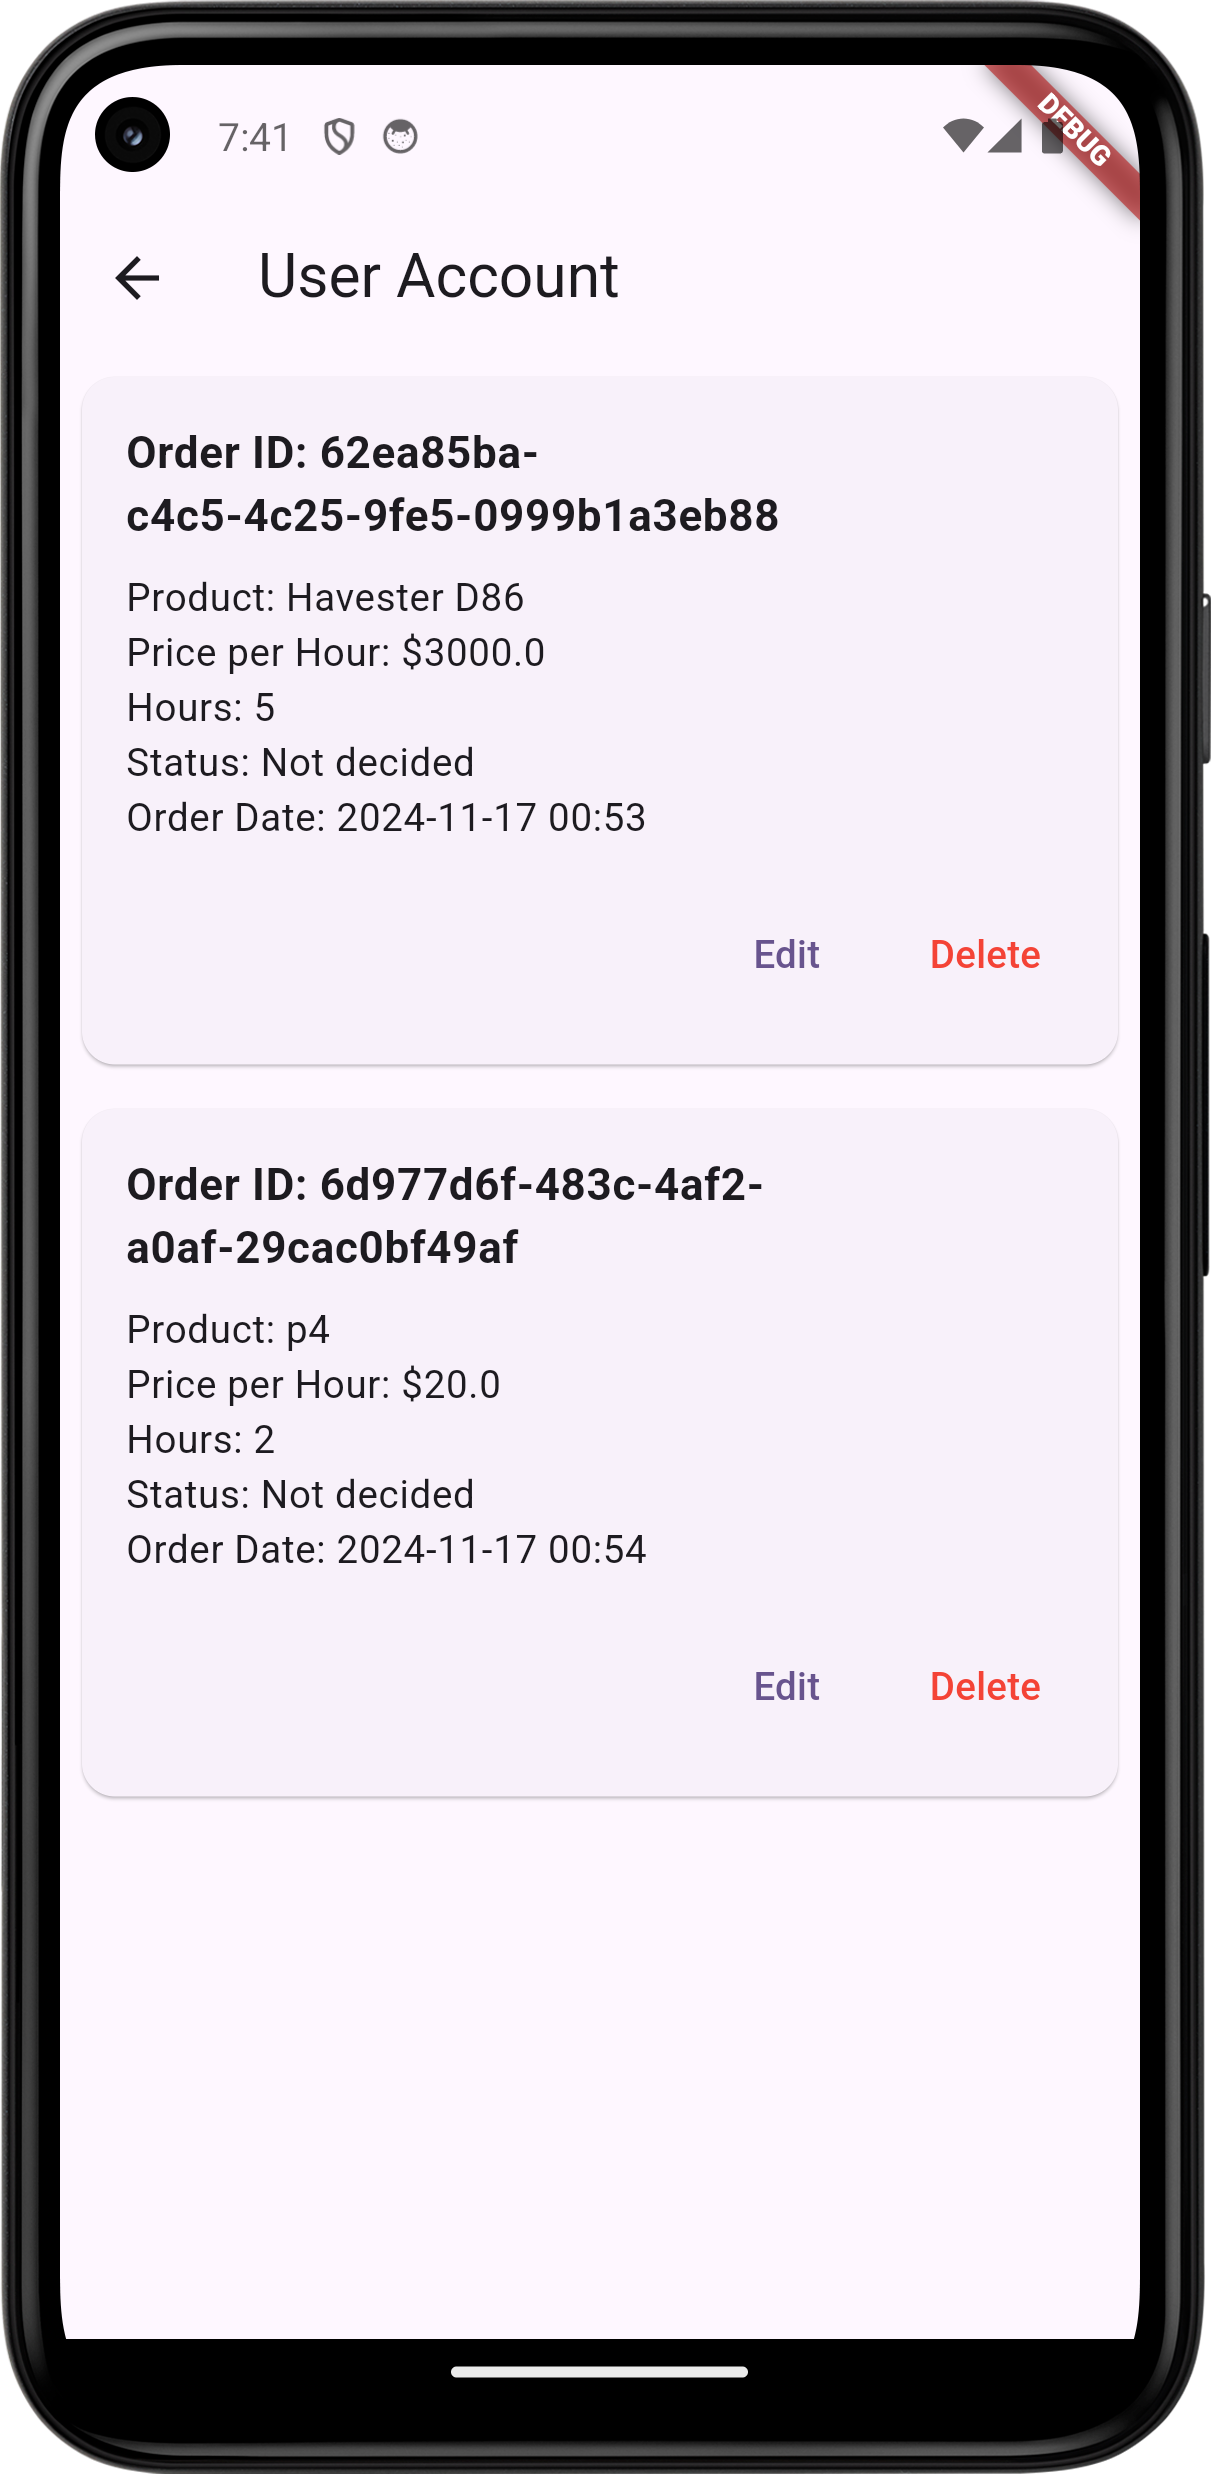 7:41
DEBUG
User Account
Order ID: 62ea85ba-
c4c5-4c25-9fe5-0999b1a3eb88
Product: Havester D86
Price per Hour: $3000.0
Hours: 5
Status: Not decided
Order Date: 2024-11-17 00:53
Edit Delete
Order ID: 6d977d6f-483c-4af2-
a0af-29cac0bf49af
Product: p4
Price per Hour: $20.0
Hours: 2
Status: Not decided
Order Date: 2024-11-17 00:54
Edit Delete